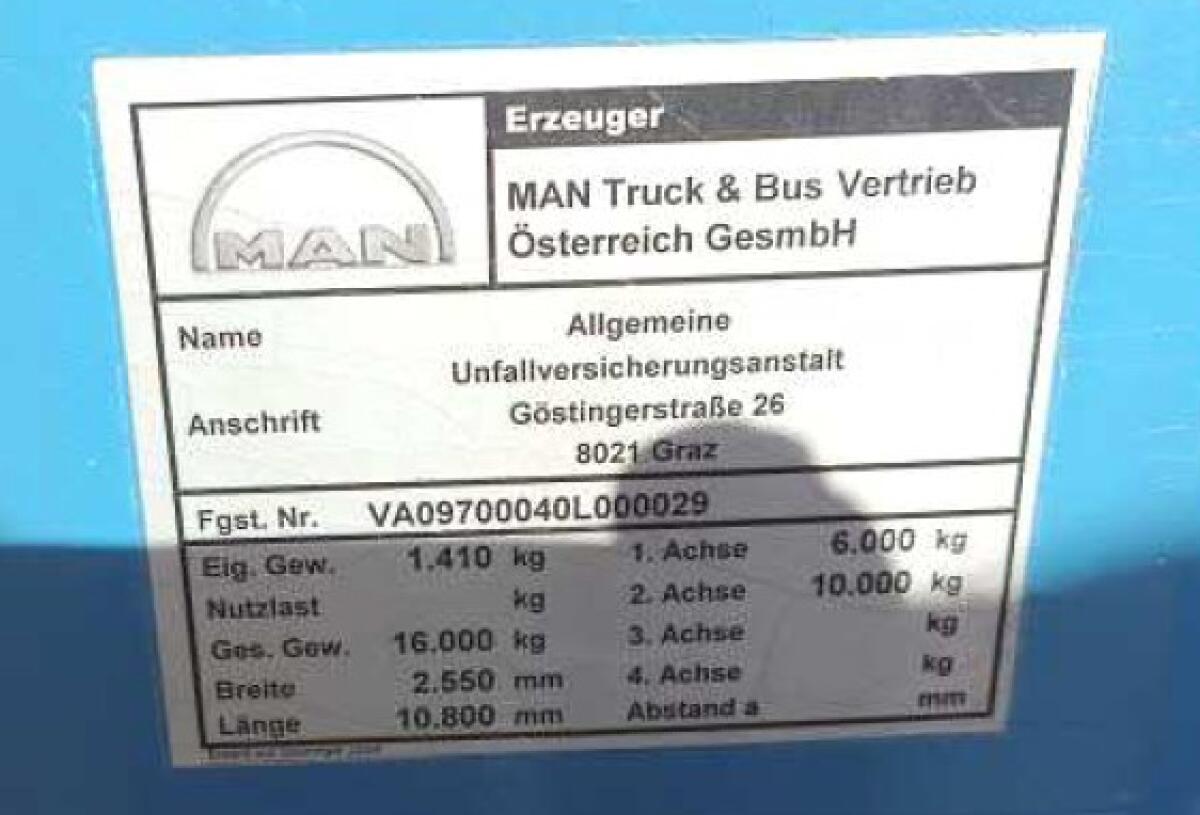 MAN
Erzeuger
MAN Truck & Bus Vertrieb
Österreich GesmbH
Name Allgemeine
Unfallversicherungsanstalt
Anschrift Göstingerstraße 26
8021 Graz
Fgst. Nr. VA09700040L000029
Eig. Gew. 1.410 kg 1. Achse 6.000 kg
Nutzlast kg 2. Achse 10.000 kg
Ges. Gew. 16.000 kg 3. Achse kg
Breite 2.550 mm 4. Achse kg
Länge 10.800 mm Abstand a mm